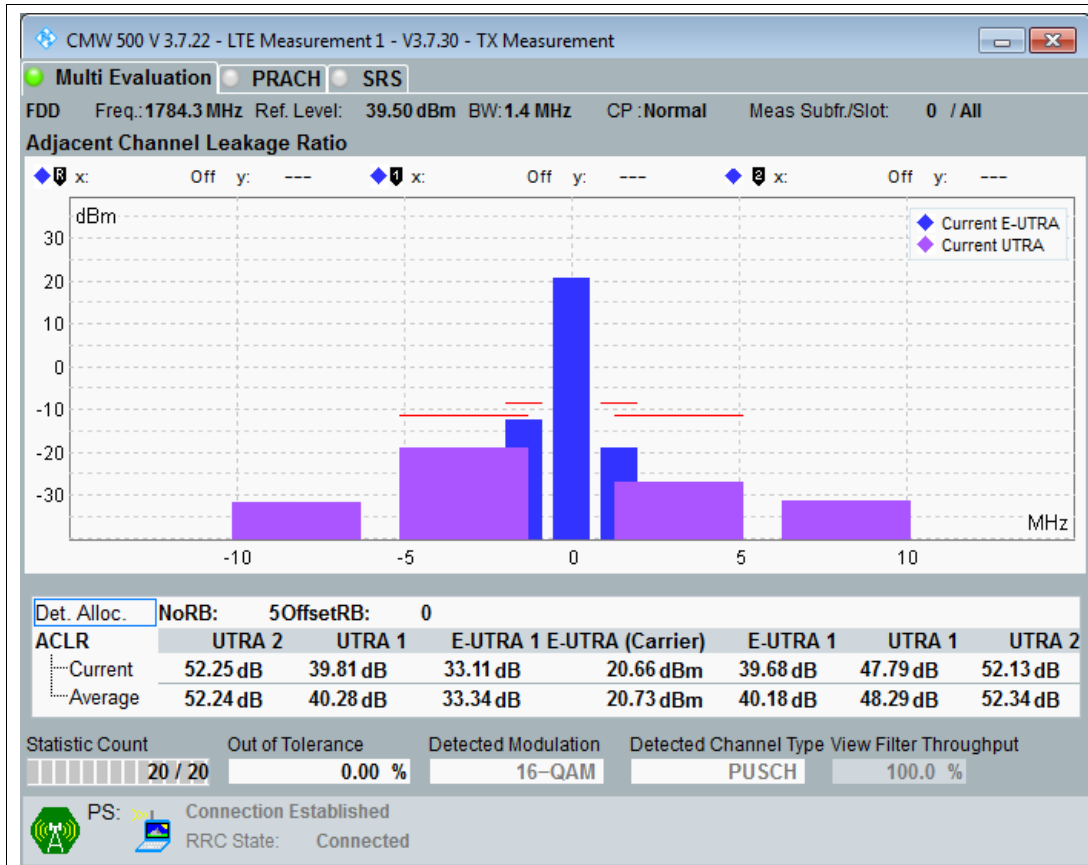 CMW 500 V 3.7.22 - LTE Measurement 1 - V3.7.30 - TX Measurement
Multi Evaluation PRACH SRS
FDD Freq.: 1784.3 MHz Ref. Level: 39.50 dBm BW: 1.4 MHz CP : Normal Meas Subfr./Slot: 0 / All
Adjacent Channel Leakage Ratio
R x: Off y: --- 1 x: Off y: --- 2 x: Off y: ---
dBm
Current E-UTRA
Current UTRA
30
20
10
0
-10
-20
-30
MHz
-10 -5 0 5 10
Det. Alloc. NoRB: 5 OffsetRB: 0
ACLR UTRA 2 UTRA 1 E-UTRA 1 E-UTRA (Carrier) E-UTRA 1 UTRA 1 UTRA 2
Current 52.25 dB 39.81 dB 33.11 dB 20.66 dBm 39.68 dB 47.79 dB 52.13 dB
Average 52.24 dB 40.28 dB 33.34 dB 20.73 dBm 40.18 dB 48.29 dB 52.34 dB
Statistic Count Out of Tolerance Detected Modulation Detected Channel Type View Filter Throughput
20 / 20 0.00 % 16-QAM PUSCH 100.0 %
PS: Connection Established
RRC State: Connected